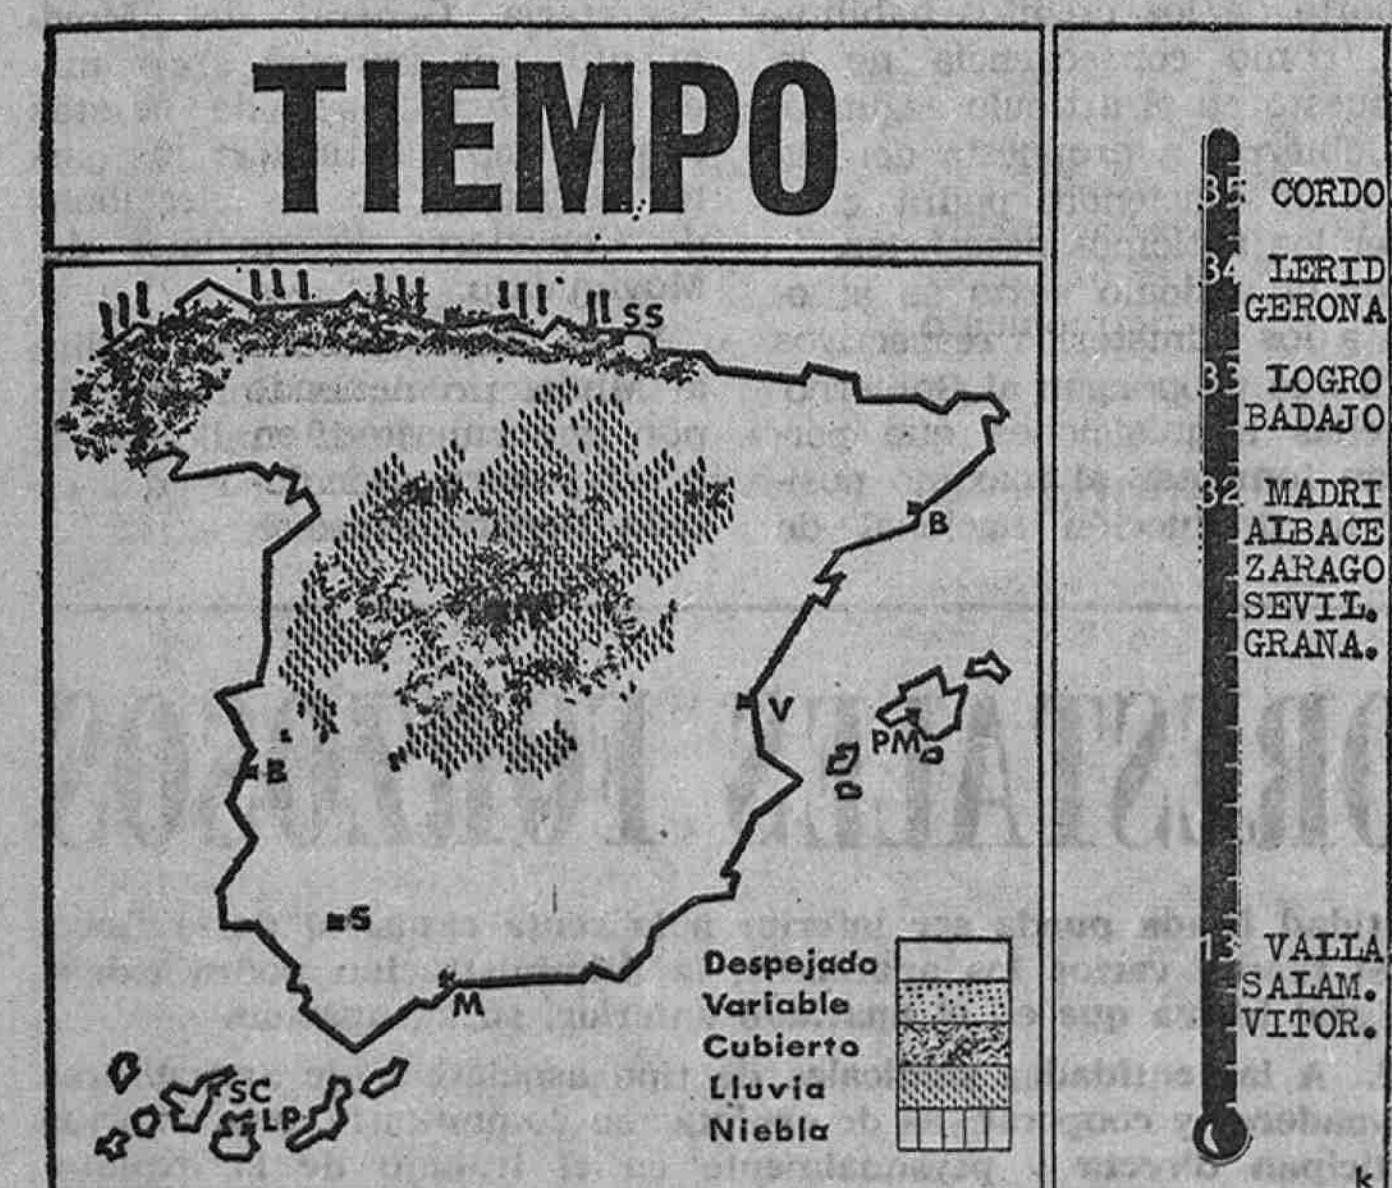 TIEMPO
SS
B
V
PM
B
S
M
SC
LP
Despejado
Variable
Cubierto
Lluvia
Niebla
35 CORDO
34 LERID
GERONA
33 LOGRO
BADAJO
32 MADRI
ALBACE
ZARAGO
SEVIL.
GRANA.
13 VALLA
SALAM.
VITOR.
k